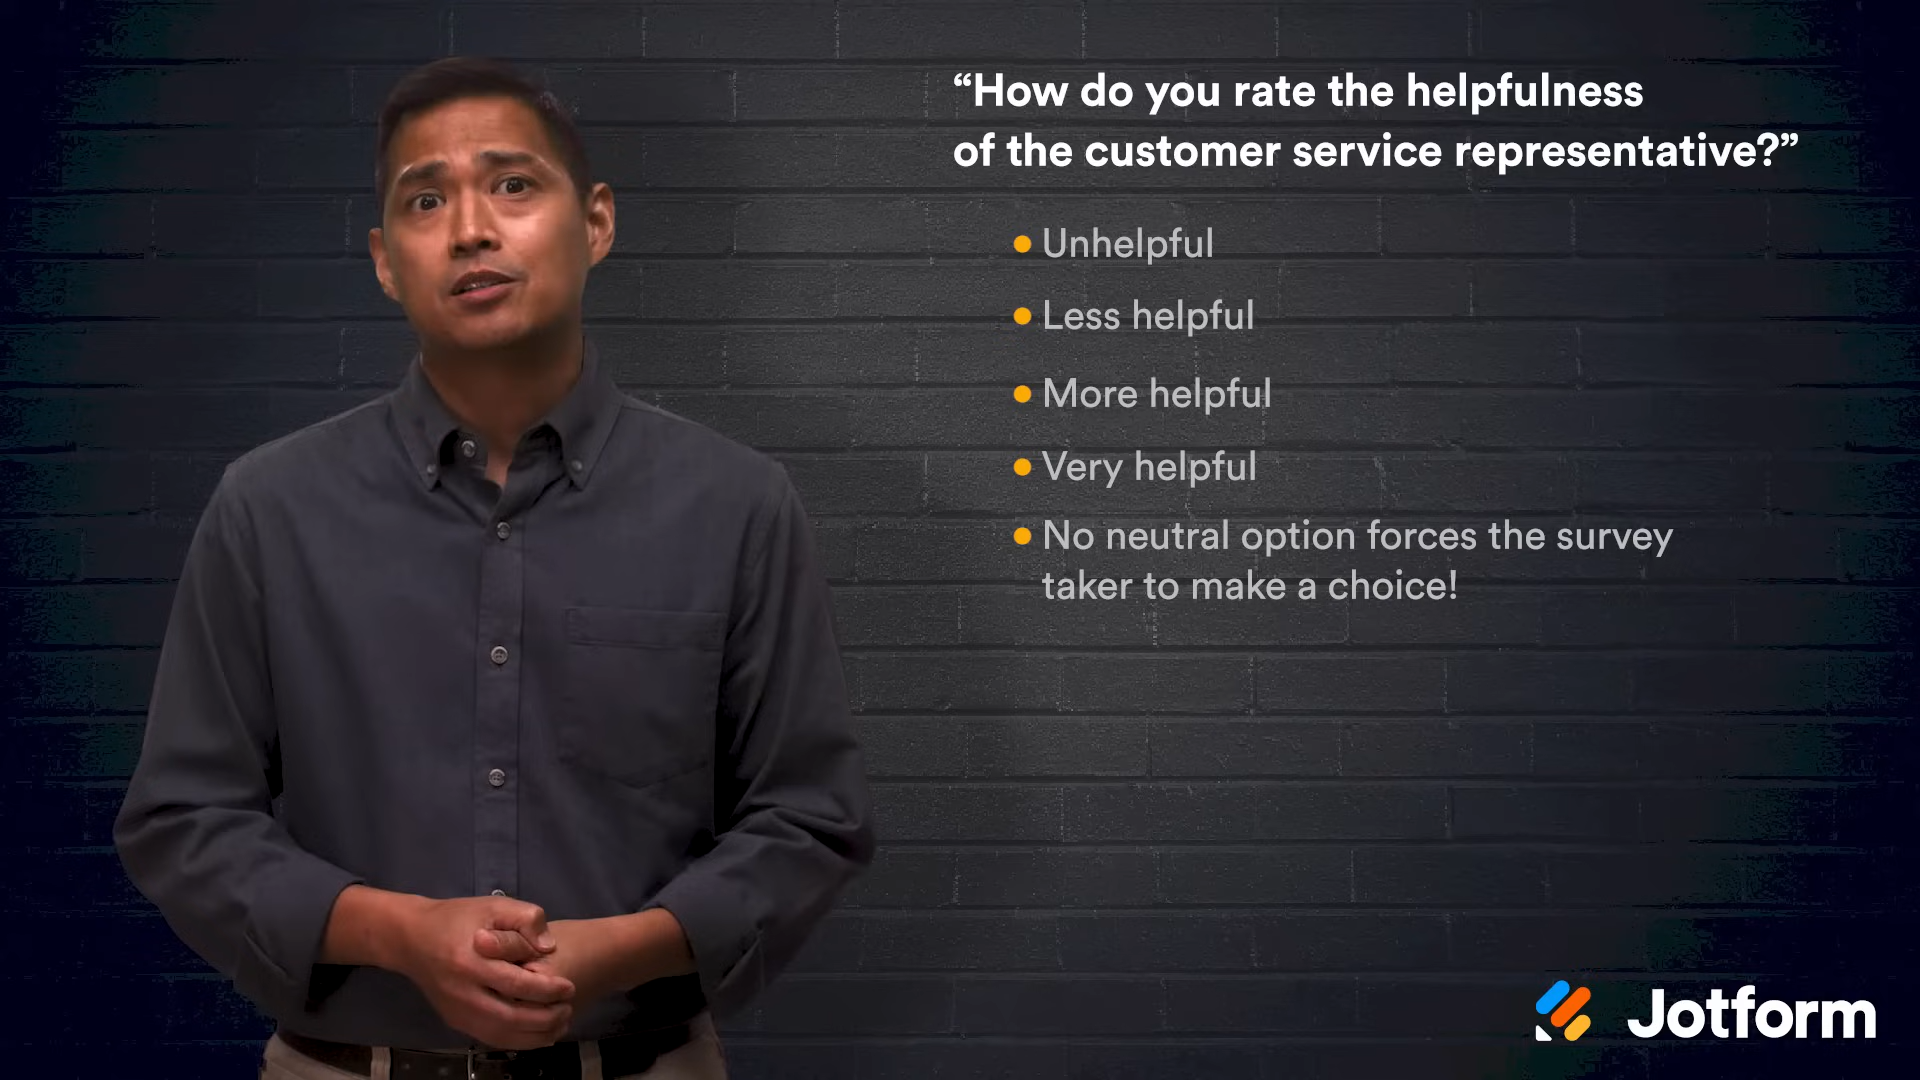 “How do you rate the helpfulness
of the customer service representative?”
Unhelpful
Less helpful
More helpful
Very helpful
No neutral option forces the survey
taker to make a choice!
Jotform